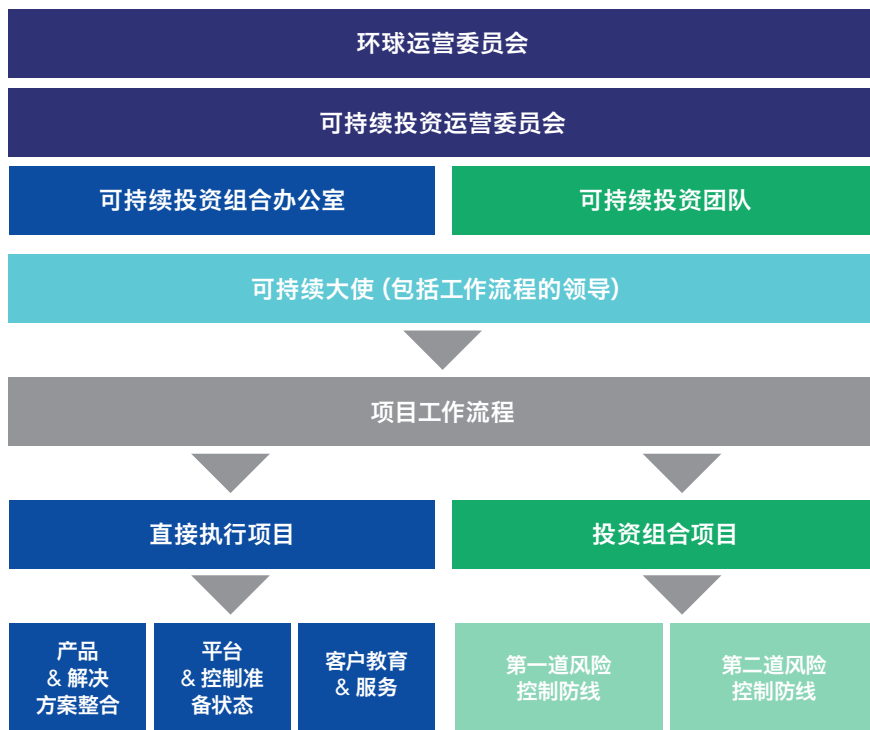 环球运营委员会
可持续投资运营委员会
可持续投资组合办公室
可持续投资团队
可持续大使 (包括工作流程的领导)
项目工作流程
直接执行项目
投资组合项目
产品
& 解决
方案整合
平台
& 控制准
备状态
客户教育
& 服务
第一道风险
控制防线
第二道风险
控制防线